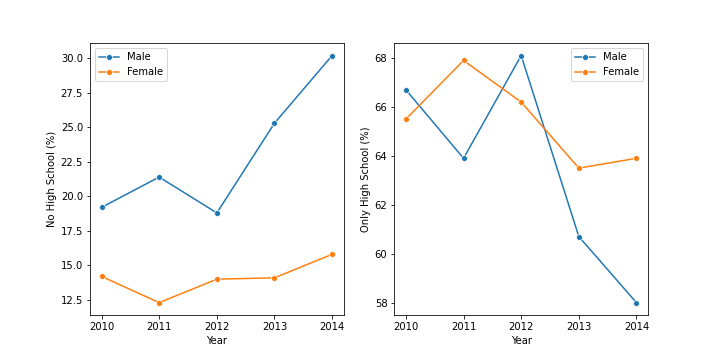 Male
Female
30.0
27.5
25.0
22.5
20.0
17.5
15.0
12.5
No High School (%)
2010 2011 2012 2013 2014
Year
Male
Female
68
66
64
62
60
58
Only High School (%)
2010 2011 2012 2013 2014
Year